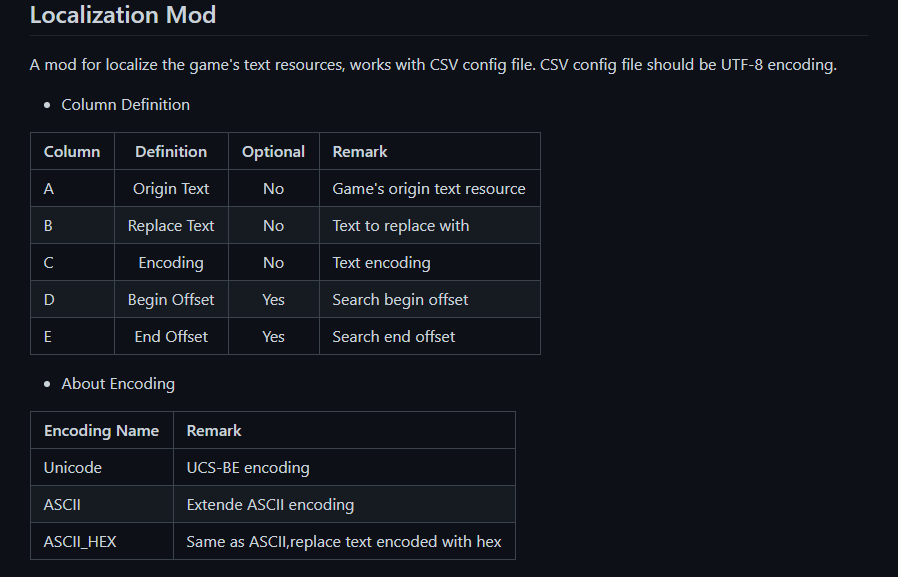 Localization Mod
A mod for localize the game's text resources, works with CSV config file. CSV config file should be UTF-8 encoding.
Column Definition
Column Definition Optional Remark
A Origin Text No Game's origin text resource
B Replace Text No Text to replace with
C Encoding No Text encoding
D Begin Offset Yes Search begin offset
E End Offset Yes Search end offset
About Encoding
Encoding Name Remark
Unicode UCS-BE encoding
ASCII Extende ASCII encoding
ASCII_HEX Same as ASCII,replace text encoded with hex